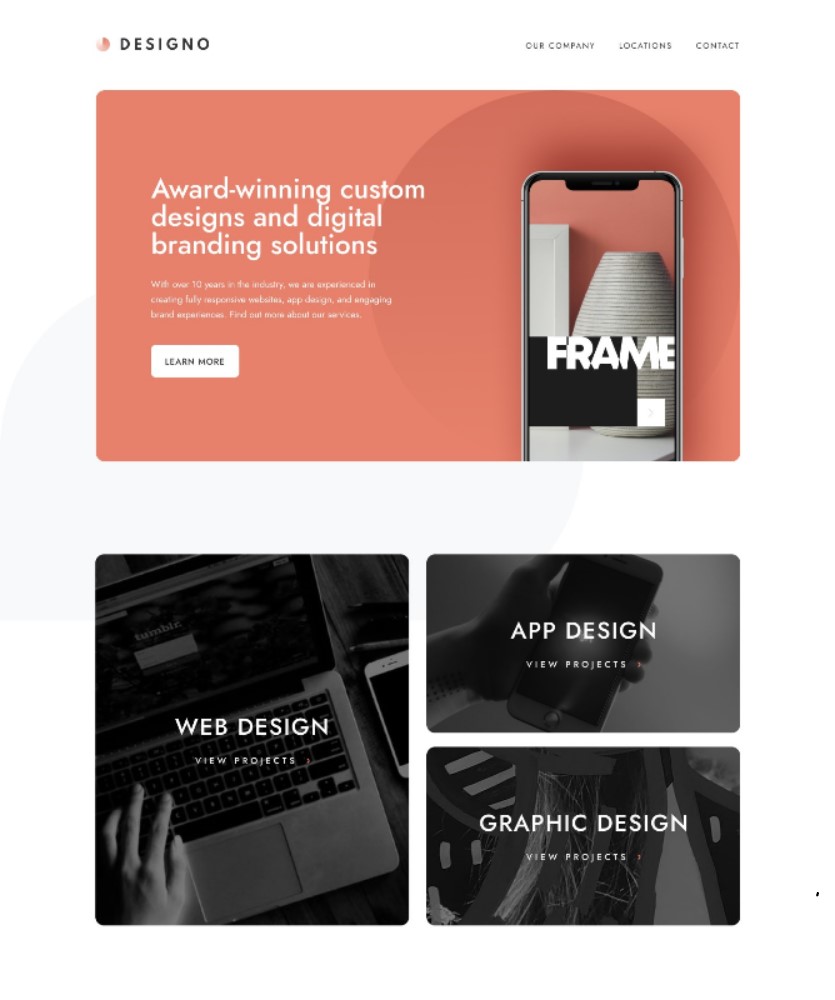 DESIGNO
OUR COMPANY LOCATIONS CONTACT
Award-winning custom
designs and digital
branding solutions
With over 10 years in the industry, we are experienced in
creating fully responsive websites, app design, and engaging
brand experiences. Find out more about our services.
LEARN MORE
FRAME
tumblr.
WEB DESIGN
VIEW PROJECTS
APP DESIGN
VIEW PROJECTS
GRAPHIC DESIGN
VIEW PROJECTS